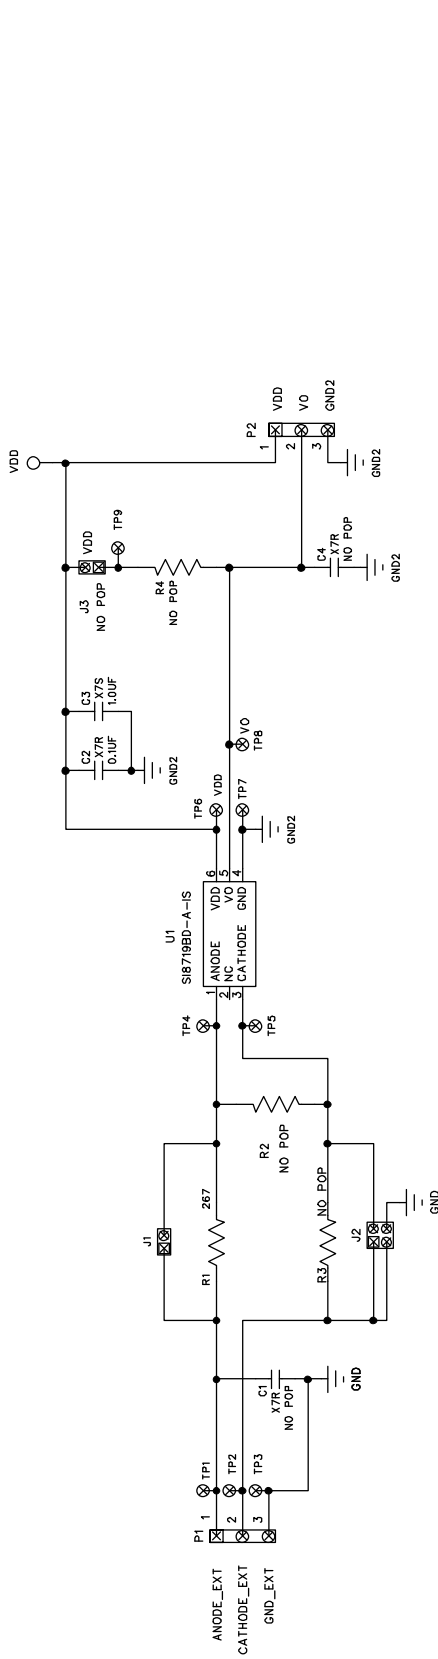 VDD
P2
1
2
3
VDD
VO
GND2
GND2
J3
VDD
NO POP
TP9
R4
NO POP
C4
X7R
NO POP
GND2
C3
X7S
1.0UF
C2
X7R
0.1UF
GND2
TP6
VDD
VO
TP8
TP7
GND2
U1
SI8719BD-A-IS
6
5
4
VDD
VO
GND
ANODE
NC
CATHODE
1
2
3
TP4
TP5
R2
NO POP
J1
267
R1
NO POP
R3
J2
GND
C1
X7R
NO POP
GND
TP1
TP2
TP3
P1
1
2
3
ANODE_EXT
CATHODE_EXT
GND_EXT